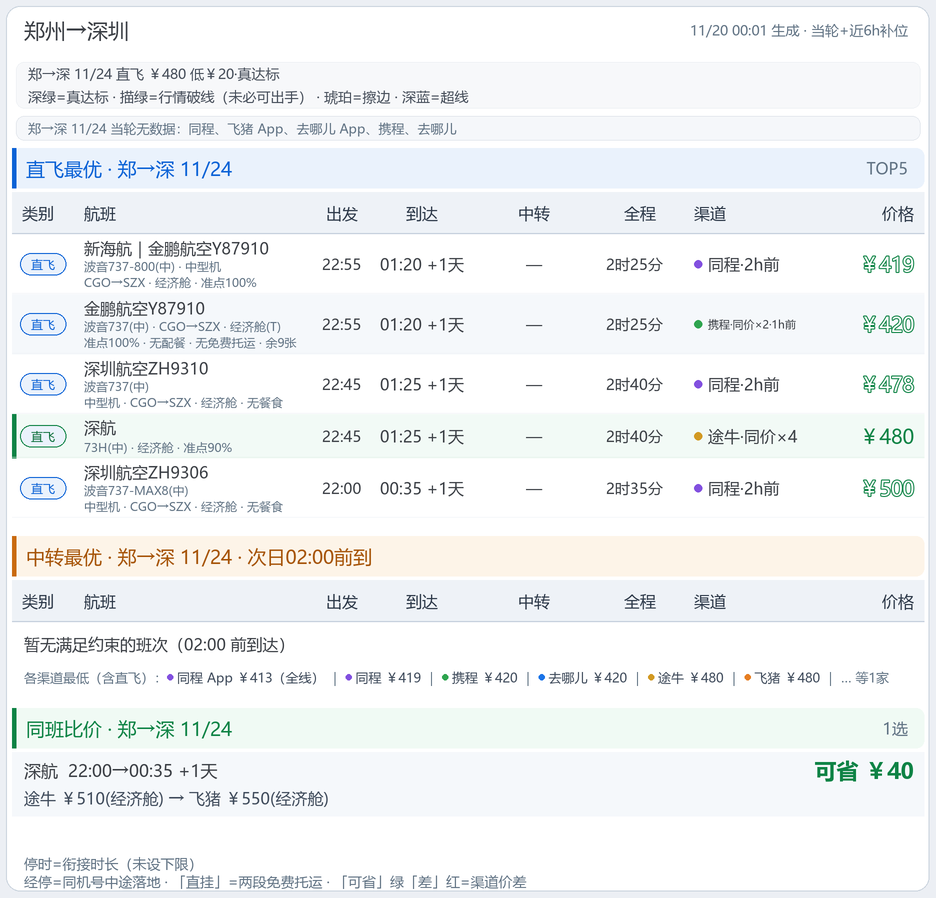 郑州→深圳
11/20 00:01 生成 · 当轮+近6h补位
郑→深 11/24 直飞 ￥480 低￥20·真达标
深绿=真达标 · 描绿=行情破线（未必可出手） · 琥珀=擦边 · 深蓝=超线
郑→深 11/24 当轮无数据：同程、飞猪 App、去哪儿 App、携程、去哪儿
直飞最优 · 郑→深 11/24 TOP5
类别 航班 出发 到达 中转 全程 渠道 价格
新海航｜金鹏航空Y87910
直飞 波音737-800(中) · 中型机 22:55 01:20 +1天 — 2时25分 同程·2h前 ￥419
CGO→SZX · 经济舱 · 准点100%
金鹏航空Y87910
直飞 波音737(中) · CGO→SZX · 经济舱(T) 22:55 01:20 +1天 — 2时25分 携程·同价×2·1h前 ￥420
准点100% · 无配餐 · 无免费托运 · 余9张
深圳航空ZH9310
直飞 波音737(中) 22:45 01:25 +1天 — 2时40分 同程·2h前 ￥478
中型机 · CGO→SZX · 经济舱 · 无餐食
深航
直飞 73H(中) · 经济舱 · 准点90% 22:45 01:25 +1天 — 2时40分 途牛·同价×4 ￥480
深圳航空ZH9306
直飞 波音737-MAX8(中) 22:00 00:35 +1天 — 2时35分 同程·2h前 ￥500
中型机 · CGO→SZX · 经济舱 · 无餐食
中转最优 · 郑→深 11/24 · 次日02:00前到
类别 航班 出发 到达 中转 全程 渠道 价格
暂无满足约束的班次（02:00 前到达）
各渠道最低（含直飞）： 同程 App ￥413（全线） | 同程 ￥419 | 携程 ￥420 | 去哪儿 ￥420 | 途牛 ￥480 | 飞猪 ￥480 | … 等1家
同班比价 · 郑→深 11/24 1选
深航 22:00→00:35 +1天 可省 ￥40
途牛 ￥510(经济舱) → 飞猪 ￥550(经济舱)
停时=衔接时长（未设下限）
经停=同机号中途落地 · 「直挂」=两段免费托运 · 「可省」绿「差」红=渠道价差